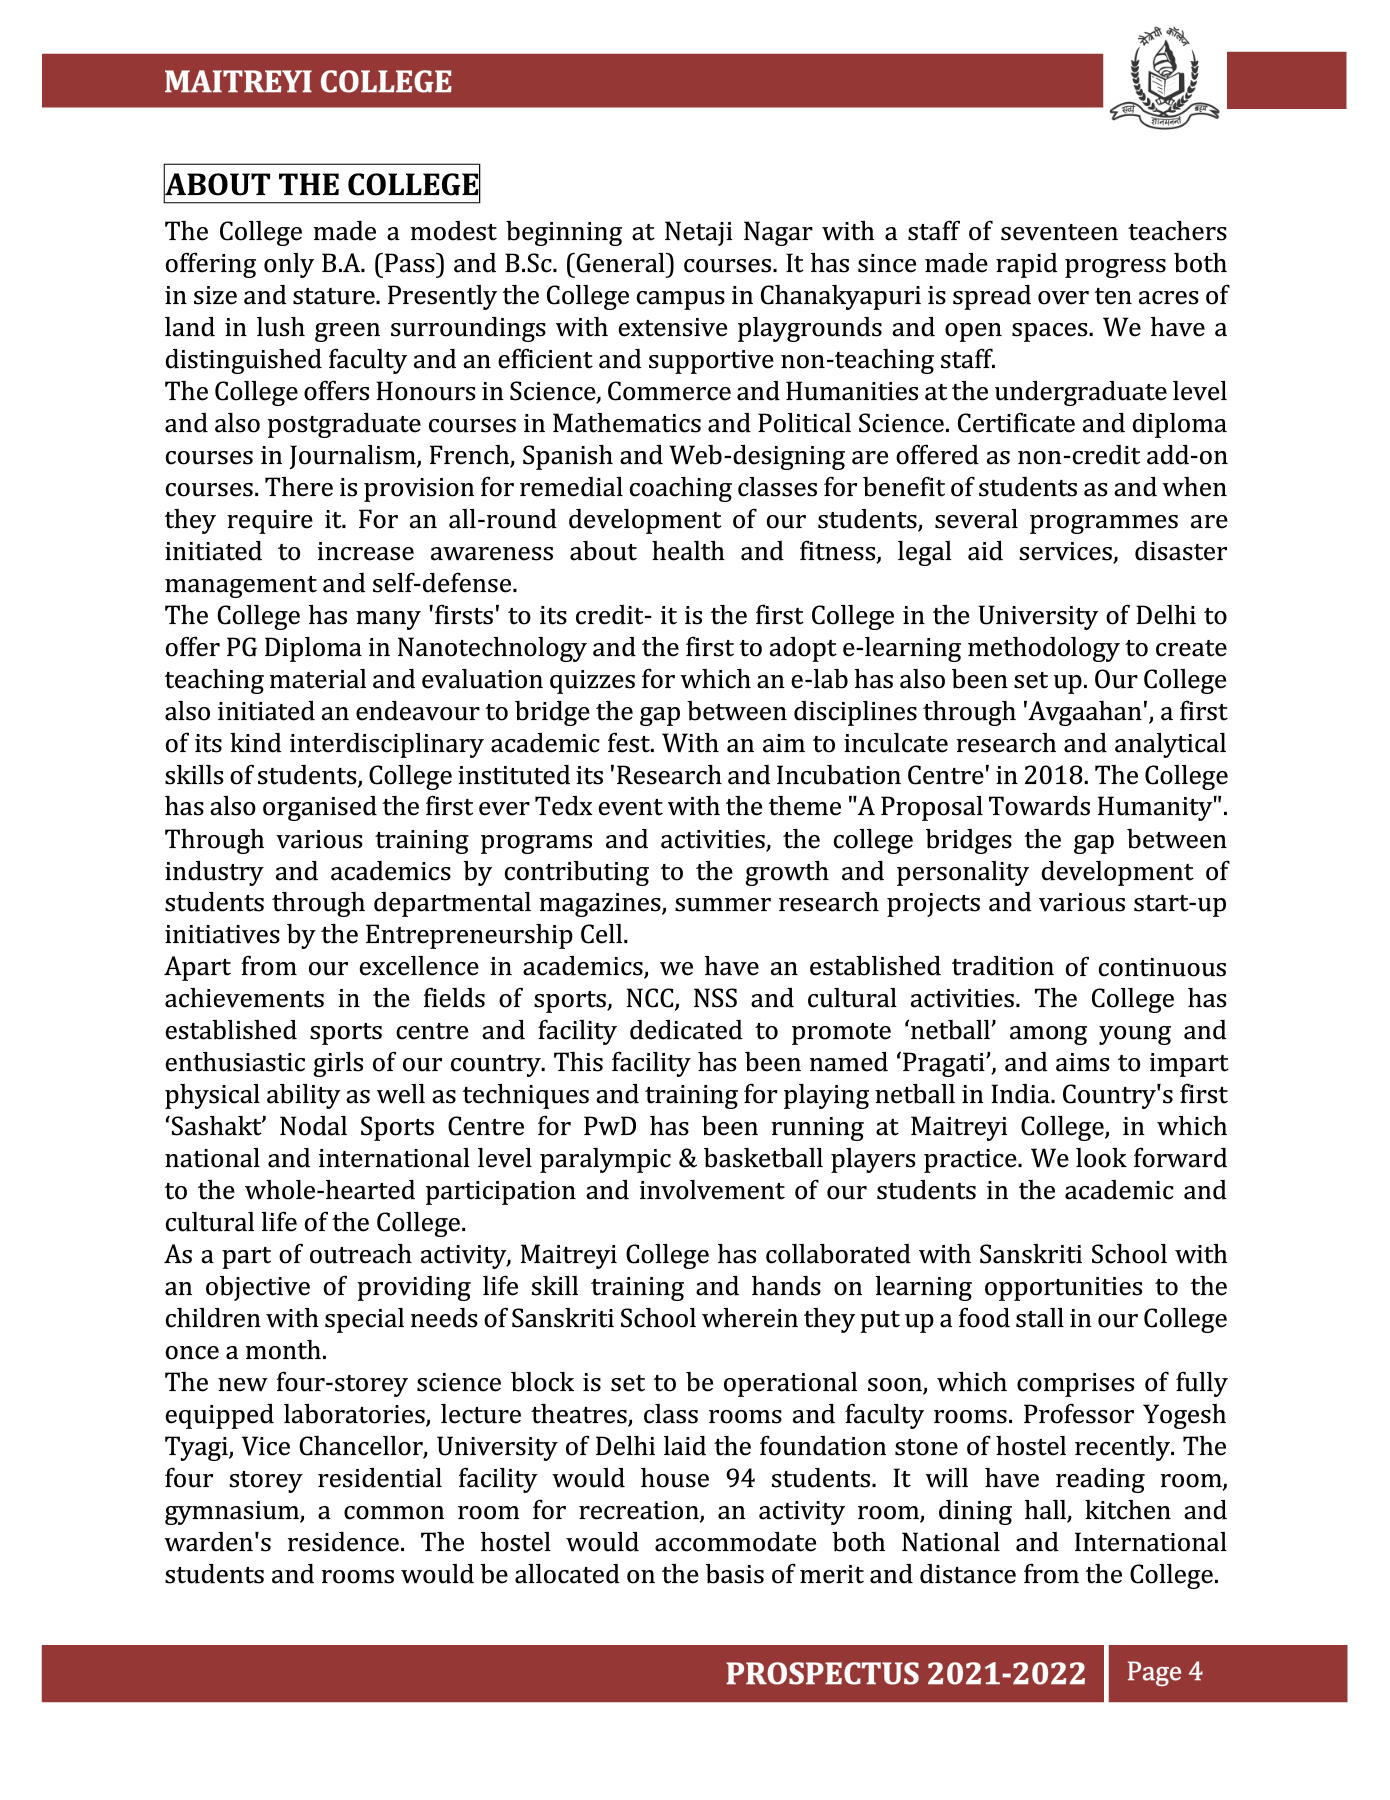 MAITREYI COLLEGE
मैत्रेयी कॉलेज
सत्यं
ज्ञानमनन्तं
ब्रह्म
ABOUT THE COLLEGE
The College made a modest beginning at Netaji Nagar with a staff of seventeen teachers
offering only B.A. (Pass) and B.Sc. (General) courses. It has since made rapid progress both
in size and stature. Presently the College campus in Chanakyapuri is spread over ten acres of
land in lush green surroundings with extensive playgrounds and open spaces. We have a
distinguished faculty and an efficient and supportive non-teaching staff.
The College offers Honours in Science, Commerce and Humanities at the undergraduate level
and also postgraduate courses in Mathematics and Political Science. Certificate and diploma
courses in Journalism, French, Spanish and Web-designing are offered as non-credit add-on
courses. There is provision for remedial coaching classes for benefit of students as and when
they require it. For an all-round development of our students, several programmes are
initiated to increase awareness about health and fitness, legal aid services, disaster
management and self-defense.
The College has many 'firsts' to its credit- it is the first College in the University of Delhi to
offer PG Diploma in Nanotechnology and the first to adopt e-learning methodology to create
teaching material and evaluation quizzes for which an e-lab has also been set up. Our College
also initiated an endeavour to bridge the gap between disciplines through 'Avgaahan', a first
of its kind interdisciplinary academic fest. With an aim to inculcate research and analytical
skills of students, College instituted its 'Research and Incubation Centre' in 2018. The College
has also organised the first ever Tedx event with the theme "A Proposal Towards Humanity".
Through various training programs and activities, the college bridges the gap between
industry and academics by contributing to the growth and personality development of
students through departmental magazines, summer research projects and various start-up
initiatives by the Entrepreneurship Cell.
Apart from our excellence in academics, we have an established tradition of continuous
achievements in the fields of sports, NCC, NSS and cultural activities. The College has
established sports centre and facility dedicated to promote ‘netball’ among young and
enthusiastic girls of our country. This facility has been named ‘Pragati’, and aims to impart
physical ability as well as techniques and training for playing netball in India. Country's first
‘Sashakt’ Nodal Sports Centre for PwD has been running at Maitreyi College, in which
national and international level paralympic & basketball players practice. We look forward
to the whole-hearted participation and involvement of our students in the academic and
cultural life of the College.
As a part of outreach activity, Maitreyi College has collaborated with Sanskriti School with
an objective of providing life skill training and hands on learning opportunities to the
children with special needs of Sanskriti School wherein they put up a food stall in our College
once a month.
The new four-storey science block is set to be operational soon, which comprises of fully
equipped laboratories, lecture theatres, class rooms and faculty rooms. Professor Yogesh
Tyagi, Vice Chancellor, University of Delhi laid the foundation stone of hostel recently. The
four storey residential facility would house 94 students. It will have reading room,
gymnasium, a common room for recreation, an activity room, dining hall, kitchen and
warden's residence. The hostel would accommodate both National and International
students and rooms would be allocated on the basis of merit and distance from the College.
PROSPECTUS 2021-2022
Page 4